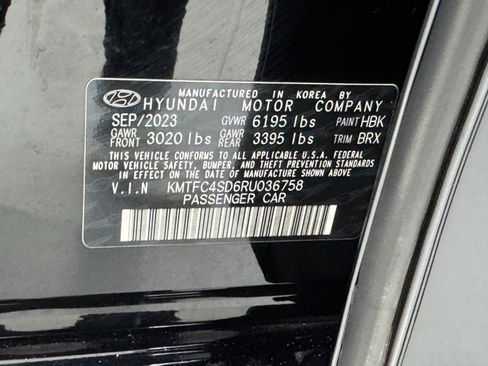 MANUFACTURED IN KOREA BY
HYUNDAI MOTOR COMPANY
SEP/2023 GVWR 6195 lbs PAINT HBK
GAWR FRONT 3020 lbs GAWR REAR 3395 lbs TRIM BRX
THIS VEHICLE CONFORMS TO ALL APPLICABLE U.S.A. FEDERAL
MOTOR VEHICLE SAFETY, BUMPER, AND THEFT PREVENTION STANDARDS
IN EFFECT ON THE DATE OF MANUFACTURE SHOWN ABOVE.
V.I.N KMTFC4SD6RU036758
PASSENGER CAR